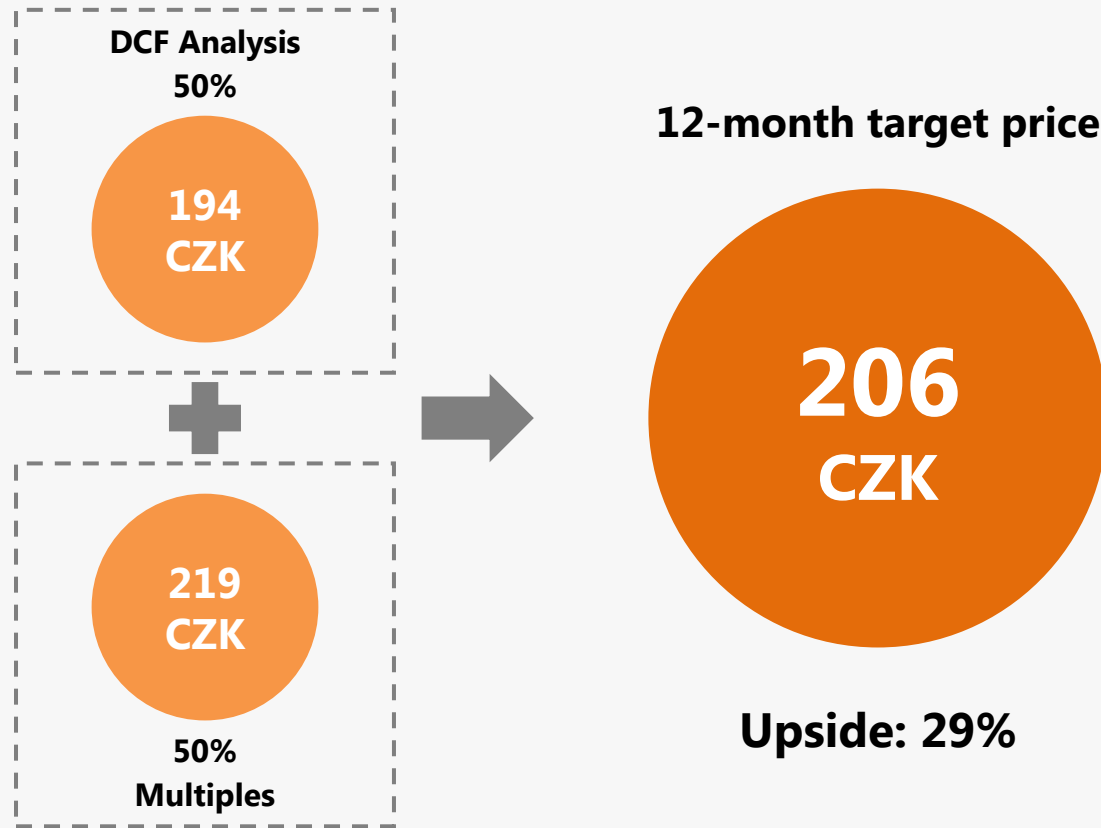 DCF Analysis
50%
194
CZK
219
CZK
50%
Multiples
12-month target price
206
CZK
Upside: 29%